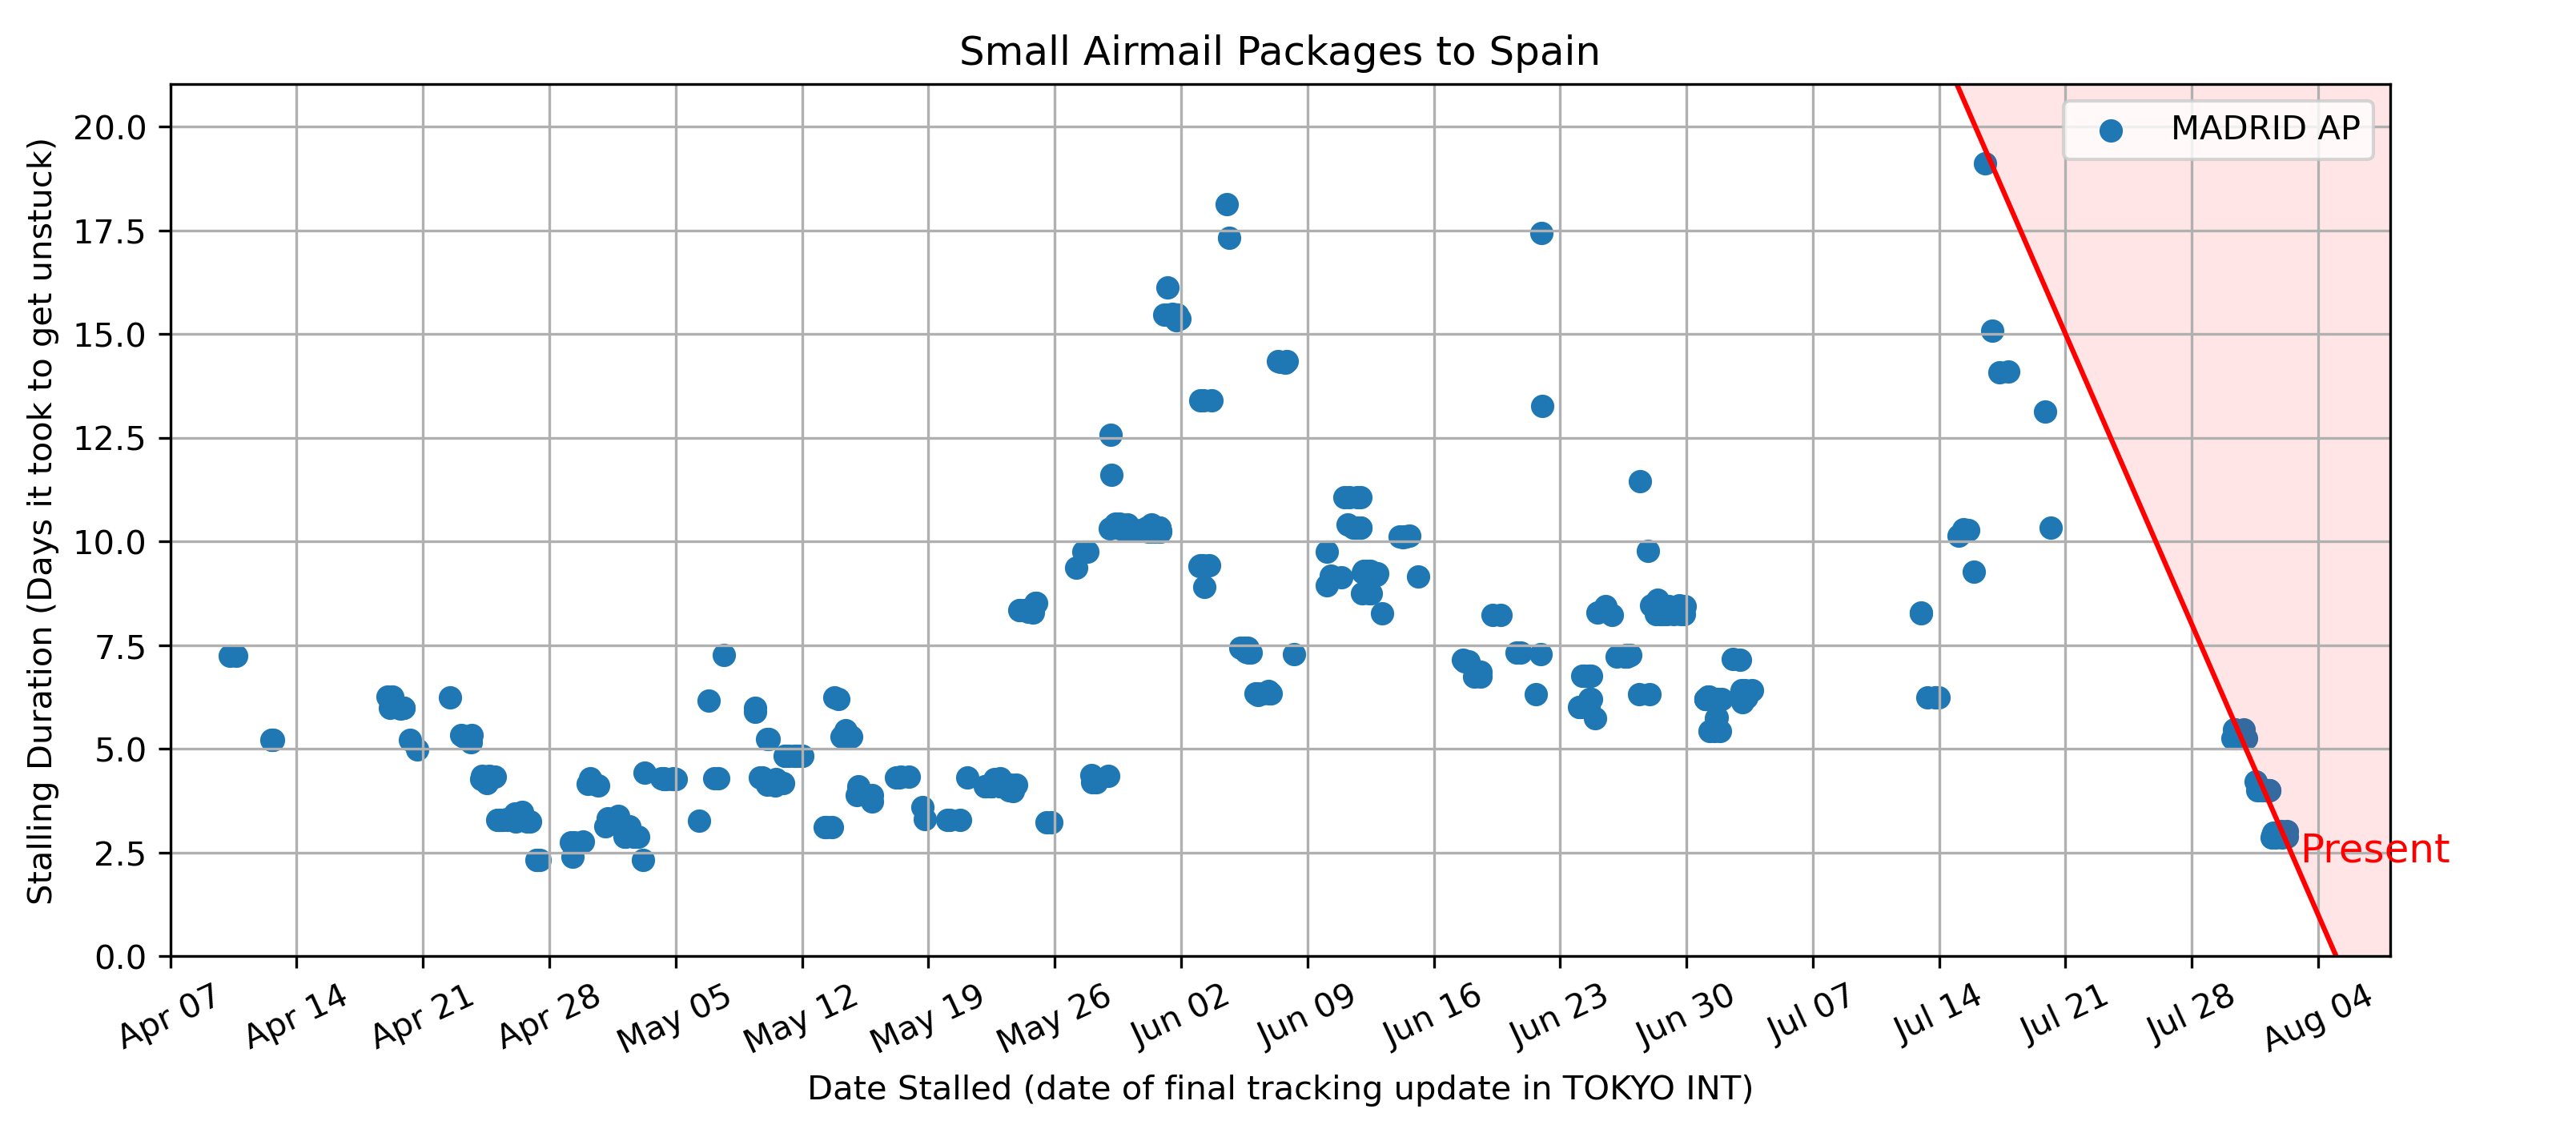 Small Airmail Packages to Spain
Stalling Duration (Days it took to get unstuck)
20.0
17.5
15.0
12.5
10.0
7.5
5.0
2.5
0.0
MADRID AP
Present
Apr 07
Apr 14
Apr 21
Apr 28
May 05
May 12
May 19
May 26
Jun 02
Jun 09
Jun 16
Jun 23
Jun 30
Jul 07
Jul 14
Jul 21
Jul 28
Aug 04
Date Stalled (date of final tracking update in TOKYO INT)